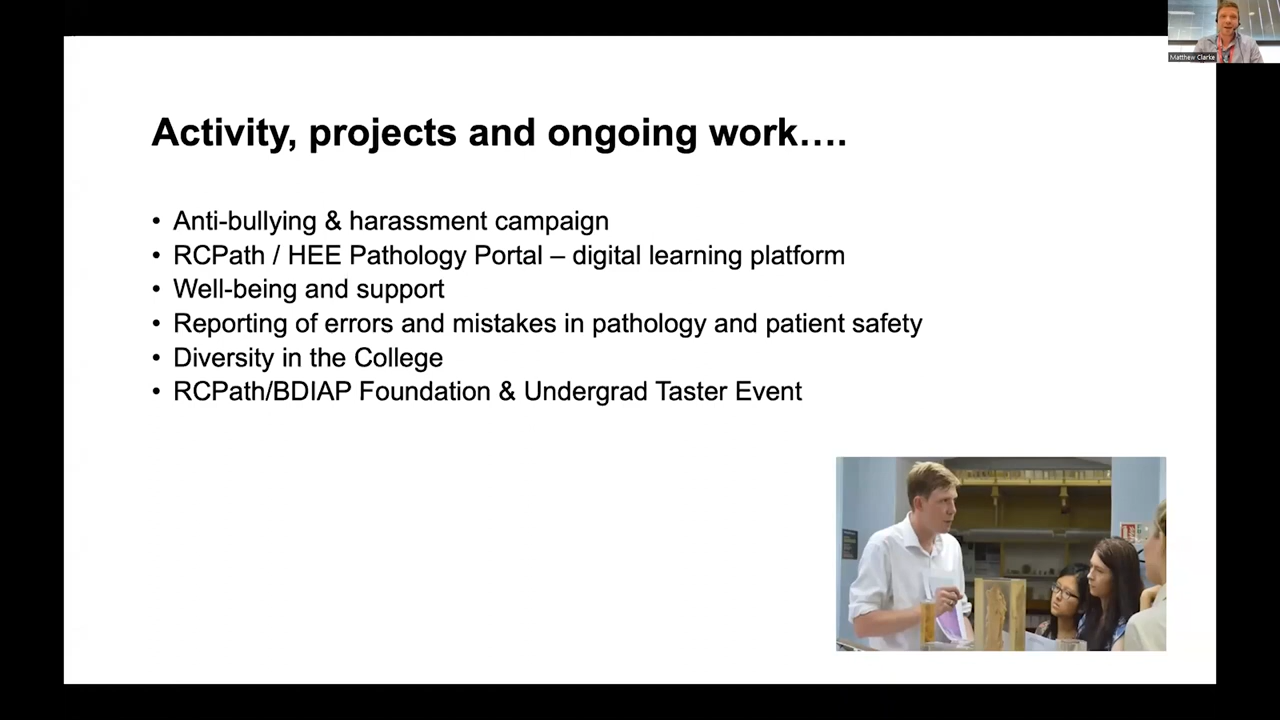 Matthew Clarke
Activity, projects and ongoing work….
• Anti-bullying & harassment campaign
• RCPath / HEE Pathology Portal – digital learning platform
• Well-being and support
• Reporting of errors and mistakes in pathology and patient safety
• Diversity in the College
• RCPath/BDIAP Foundation & Undergrad Taster Event